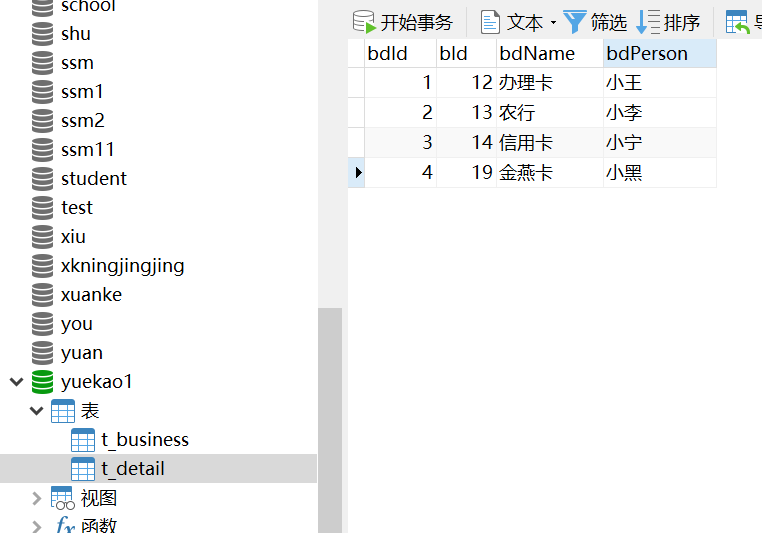 school
shu
ssm
ssm1
ssm2
ssm11
student
test
xiu
xkningjingjing
xuanke
you
yuan
yuekao1
表
t_business
t_detail
视图
fx 函数
开始事务 文本 筛选 排序
bdId bId bdName bdPerson
1 12 办理卡 小王
2 13 农行 小李
3 14 信用卡 小宁
4 19 金燕卡 小黑